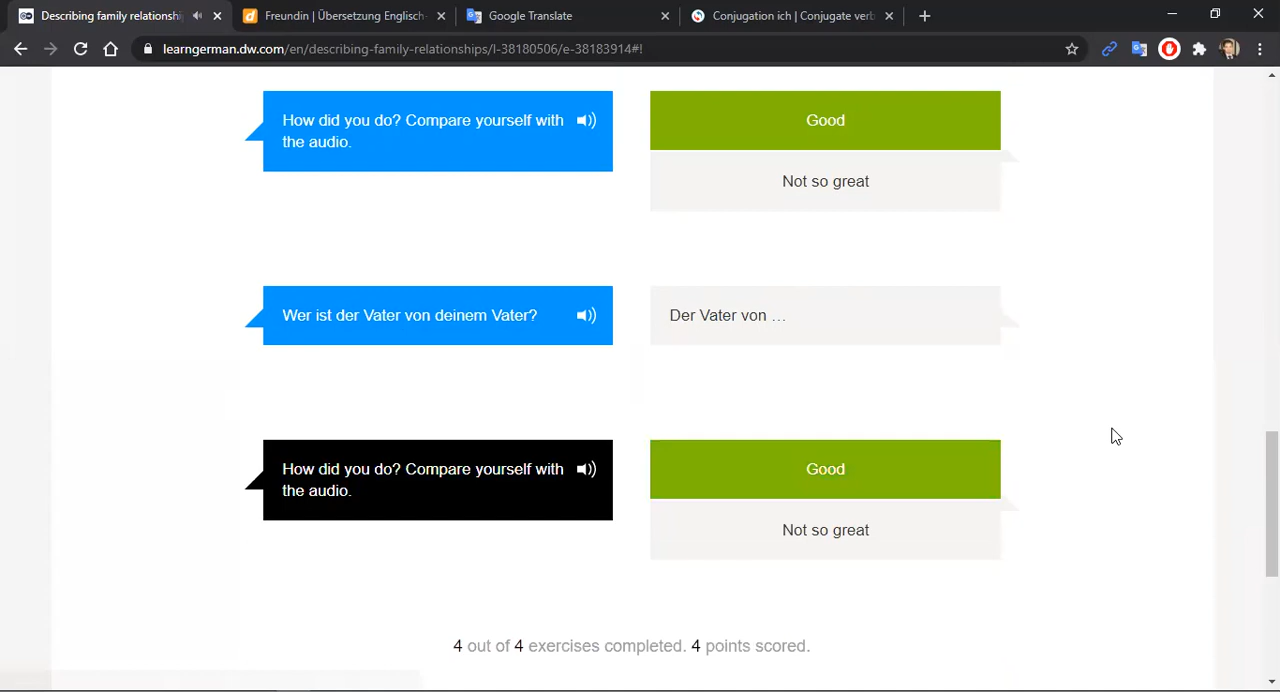 Describing family relationshi
Freundin | Übersetzung Englisch-
Google Translate
Conjugation ich | Conjugate verb
learngerman.dw.com/en/describing-family-relationships/l-38180506/e-38183914#!
How did you do? Compare yourself with
the audio.
Good
Not so great
Wer ist der Vater von deinem Vater?
Der Vater von ...
How did you do? Compare yourself with
the audio.
Good
Not so great
4 out of 4 exercises completed. 4 points scored.